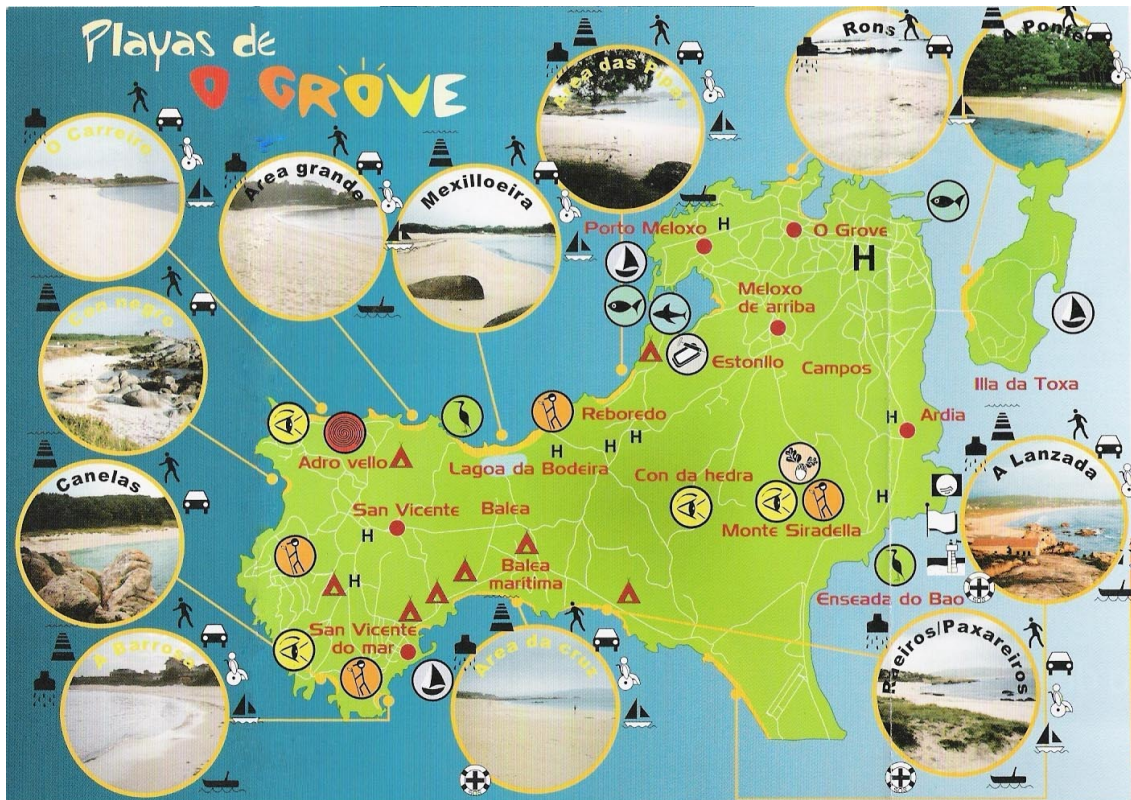 Playas de
O GROVE
O Carreiro
Area grande
Mexilloeira
Area das Pipas
Rons
A Ponte
Con negro
Canelas
A Barrosa
Area da cruz
Raeiros/Paxareiros
A Lanzada
Porto Meloxo
H
O Grove
H
Meloxo
de arriba
Estonllo
Campos
Illa da Toxa
Reboredo
H
Ardia
Adro vello
Lagoa da Bodeira
H
H
H
Con da hedra
H
San Vicente
Balea
Monte Siradella
H
H
Balea
marítima
Enseada do Bao
San Vicente
do mar